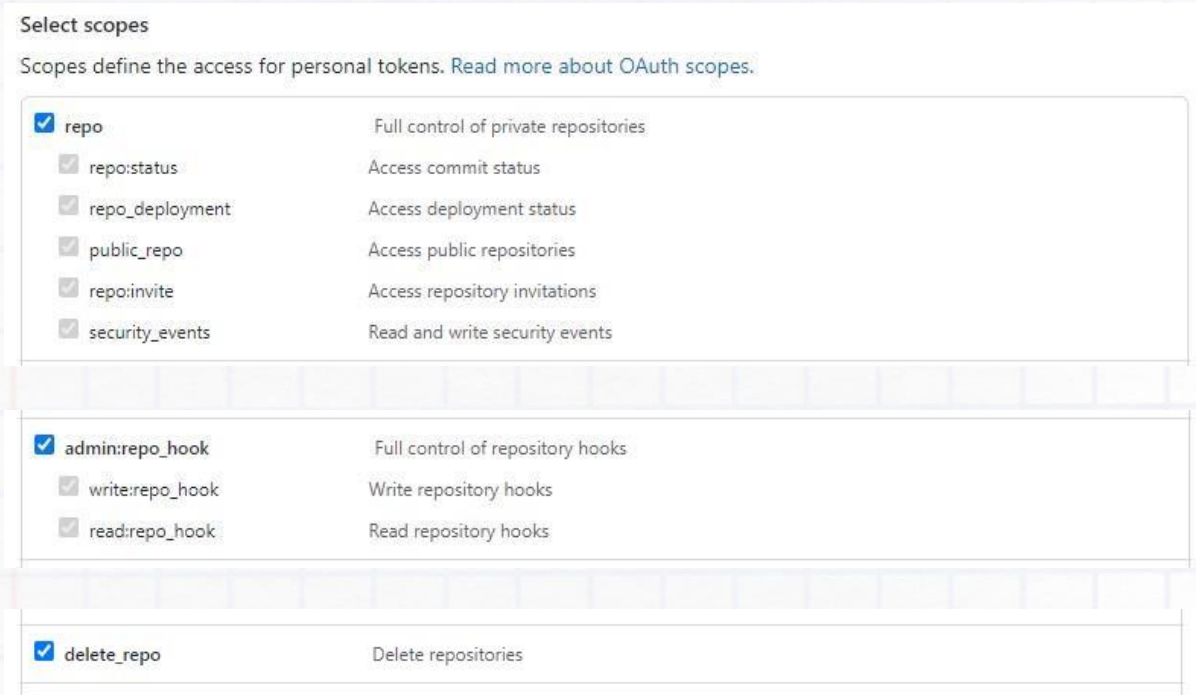 Select scopes
Scopes define the access for personal tokens. Read more about OAuth scopes.
repo Full control of private repositories
repo:status Access commit status
repo_deployment Access deployment status
public_repo Access public repositories
repo:invite Access repository invitations
security_events Read and write security events
admin:repo_hook Full control of repository hooks
write:repo_hook Write repository hooks
read:repo_hook Read repository hooks
delete_repo Delete repositories